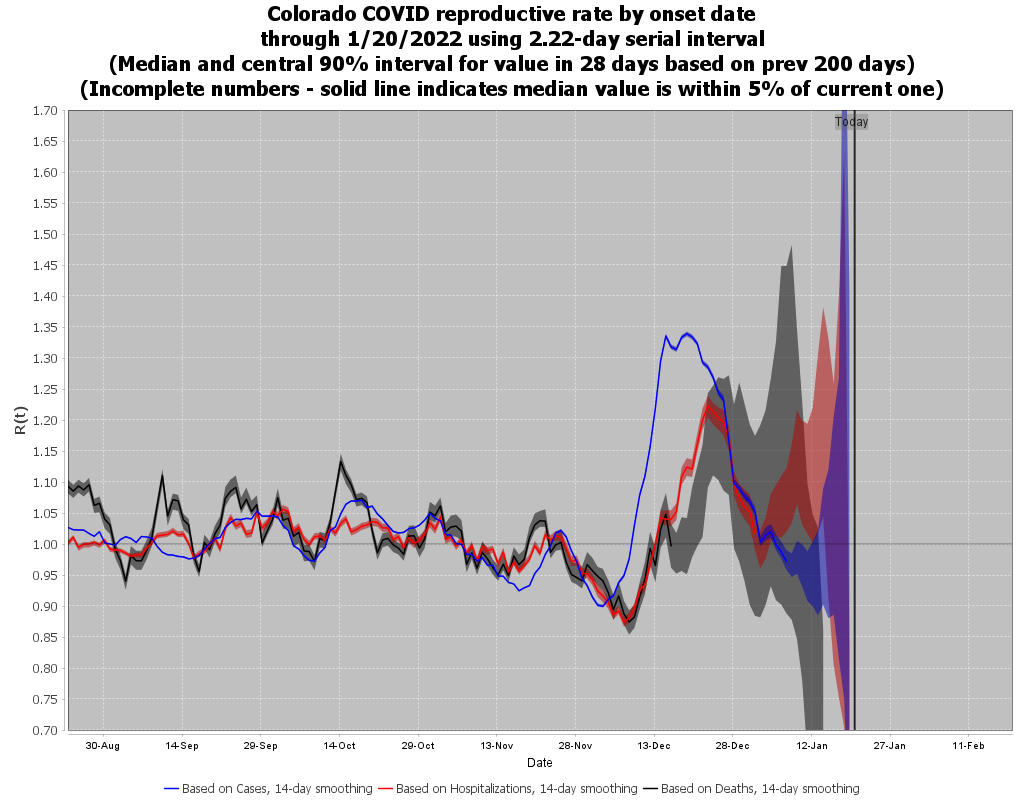 Colorado COVID reproductive rate by onset date
through 1/20/2022 using 2.22-day serial interval
(Median and central 90% interval for value in 28 days based on prev 200 days)
(Incomplete numbers - solid line indicates median value is within 5% of current one)
Today
1.70
1.65
1.60
1.55
1.50
1.45
1.40
1.35
1.30
1.25
1.20
1.15
1.10
1.05
1.00
0.95
0.90
0.85
0.80
0.75
0.70
R(t)
30-Aug 14-Sep 29-Sep 14-Oct 29-Oct 13-Nov 28-Nov 13-Dec 28-Dec 12-Jan 27-Jan 11-Feb
Date
Based on Cases, 14-day smoothing Based on Hospitalizations, 14-day smoothing Based on Deaths, 14-day smoothing